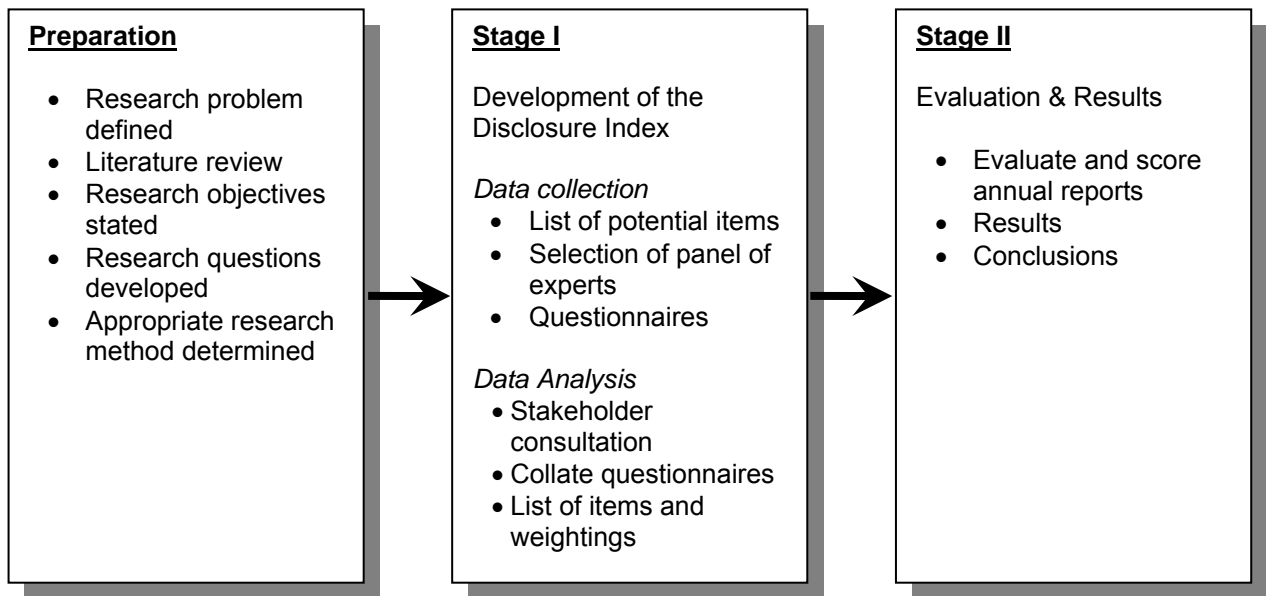 Preparation
• Research problem
defined
• Literature review
• Research objectives
stated
• Research questions
developed
• Appropriate research
method determined
Stage I
Development of the
Disclosure Index
Data collection
• List of potential items
• Selection of panel of
experts
• Questionnaires
Data Analysis
• Stakeholder
consultation
• Collate questionnaires
• List of items and
weightings
Stage II
Evaluation & Results
• Evaluate and score
annual reports
• Results
• Conclusions